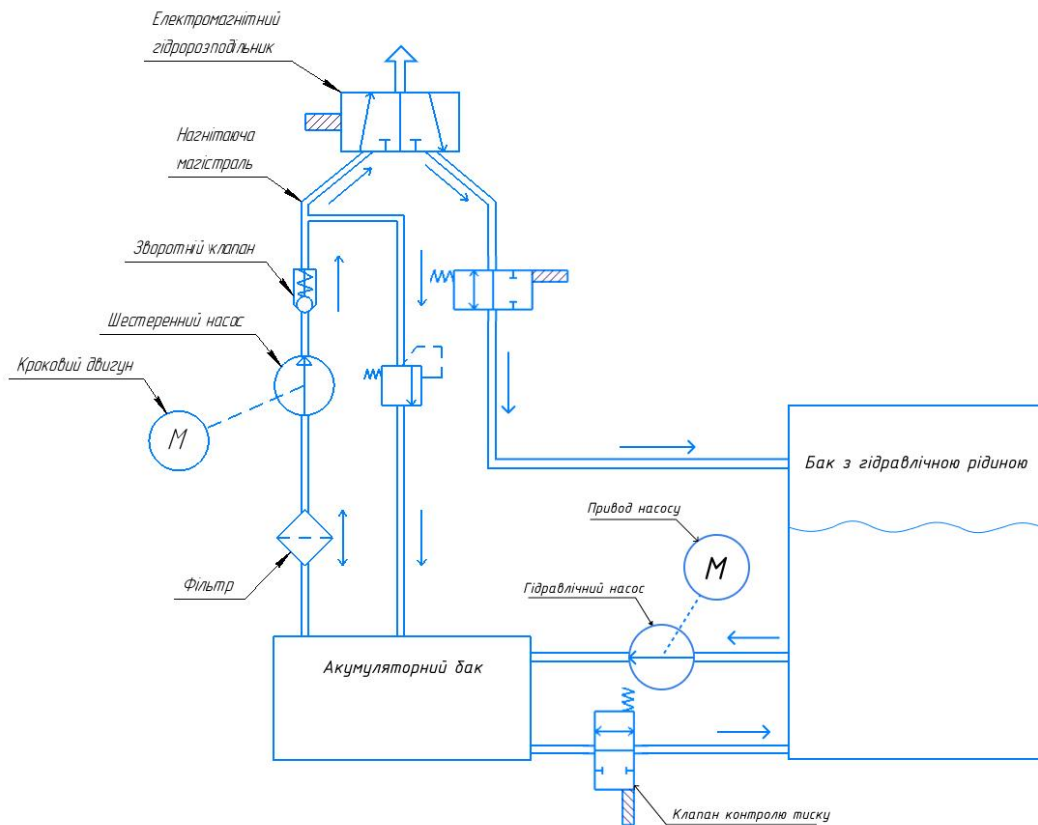 Електромагнітний
гідророзподільник
Нагнітаюча
магістраль
Зворотній клапан
Шестеренний насос
Кроковий двигун
М
Фільтр
Акумуляторний бак
Бак з гідравлічною рідиною
Привод насосу
М
Гідравлічний насос
Клапан контролю тиску